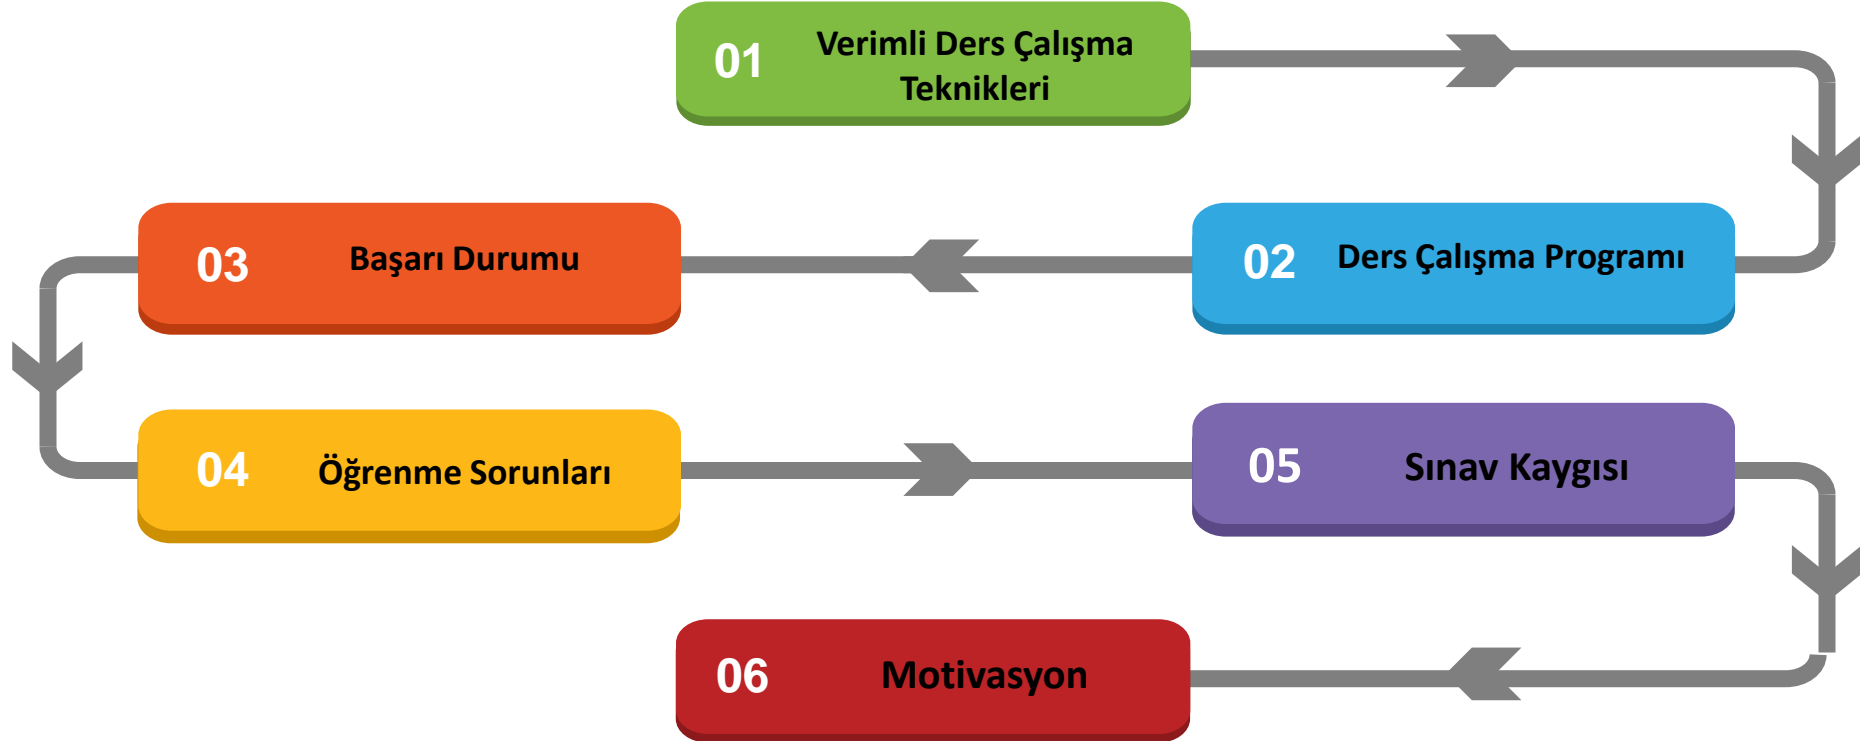 01
Verimli Ders Çalışma
Teknikleri
02
Ders Çalışma Programı
03
Başarı Durumu
04
Öğrenme Sorunları
05
Sınav Kaygısı
06
Motivasyon